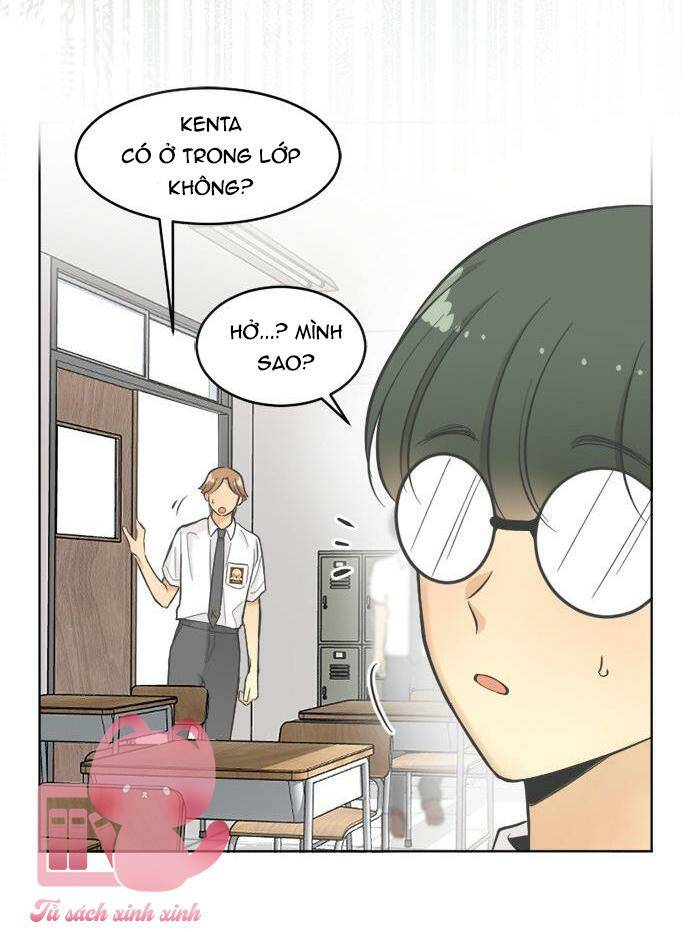 KENTA
CÓ Ở TRONG LỚP
KHÔNG?
HỞ...? MÌNH
SAO?
Tủ sách xinh xinh